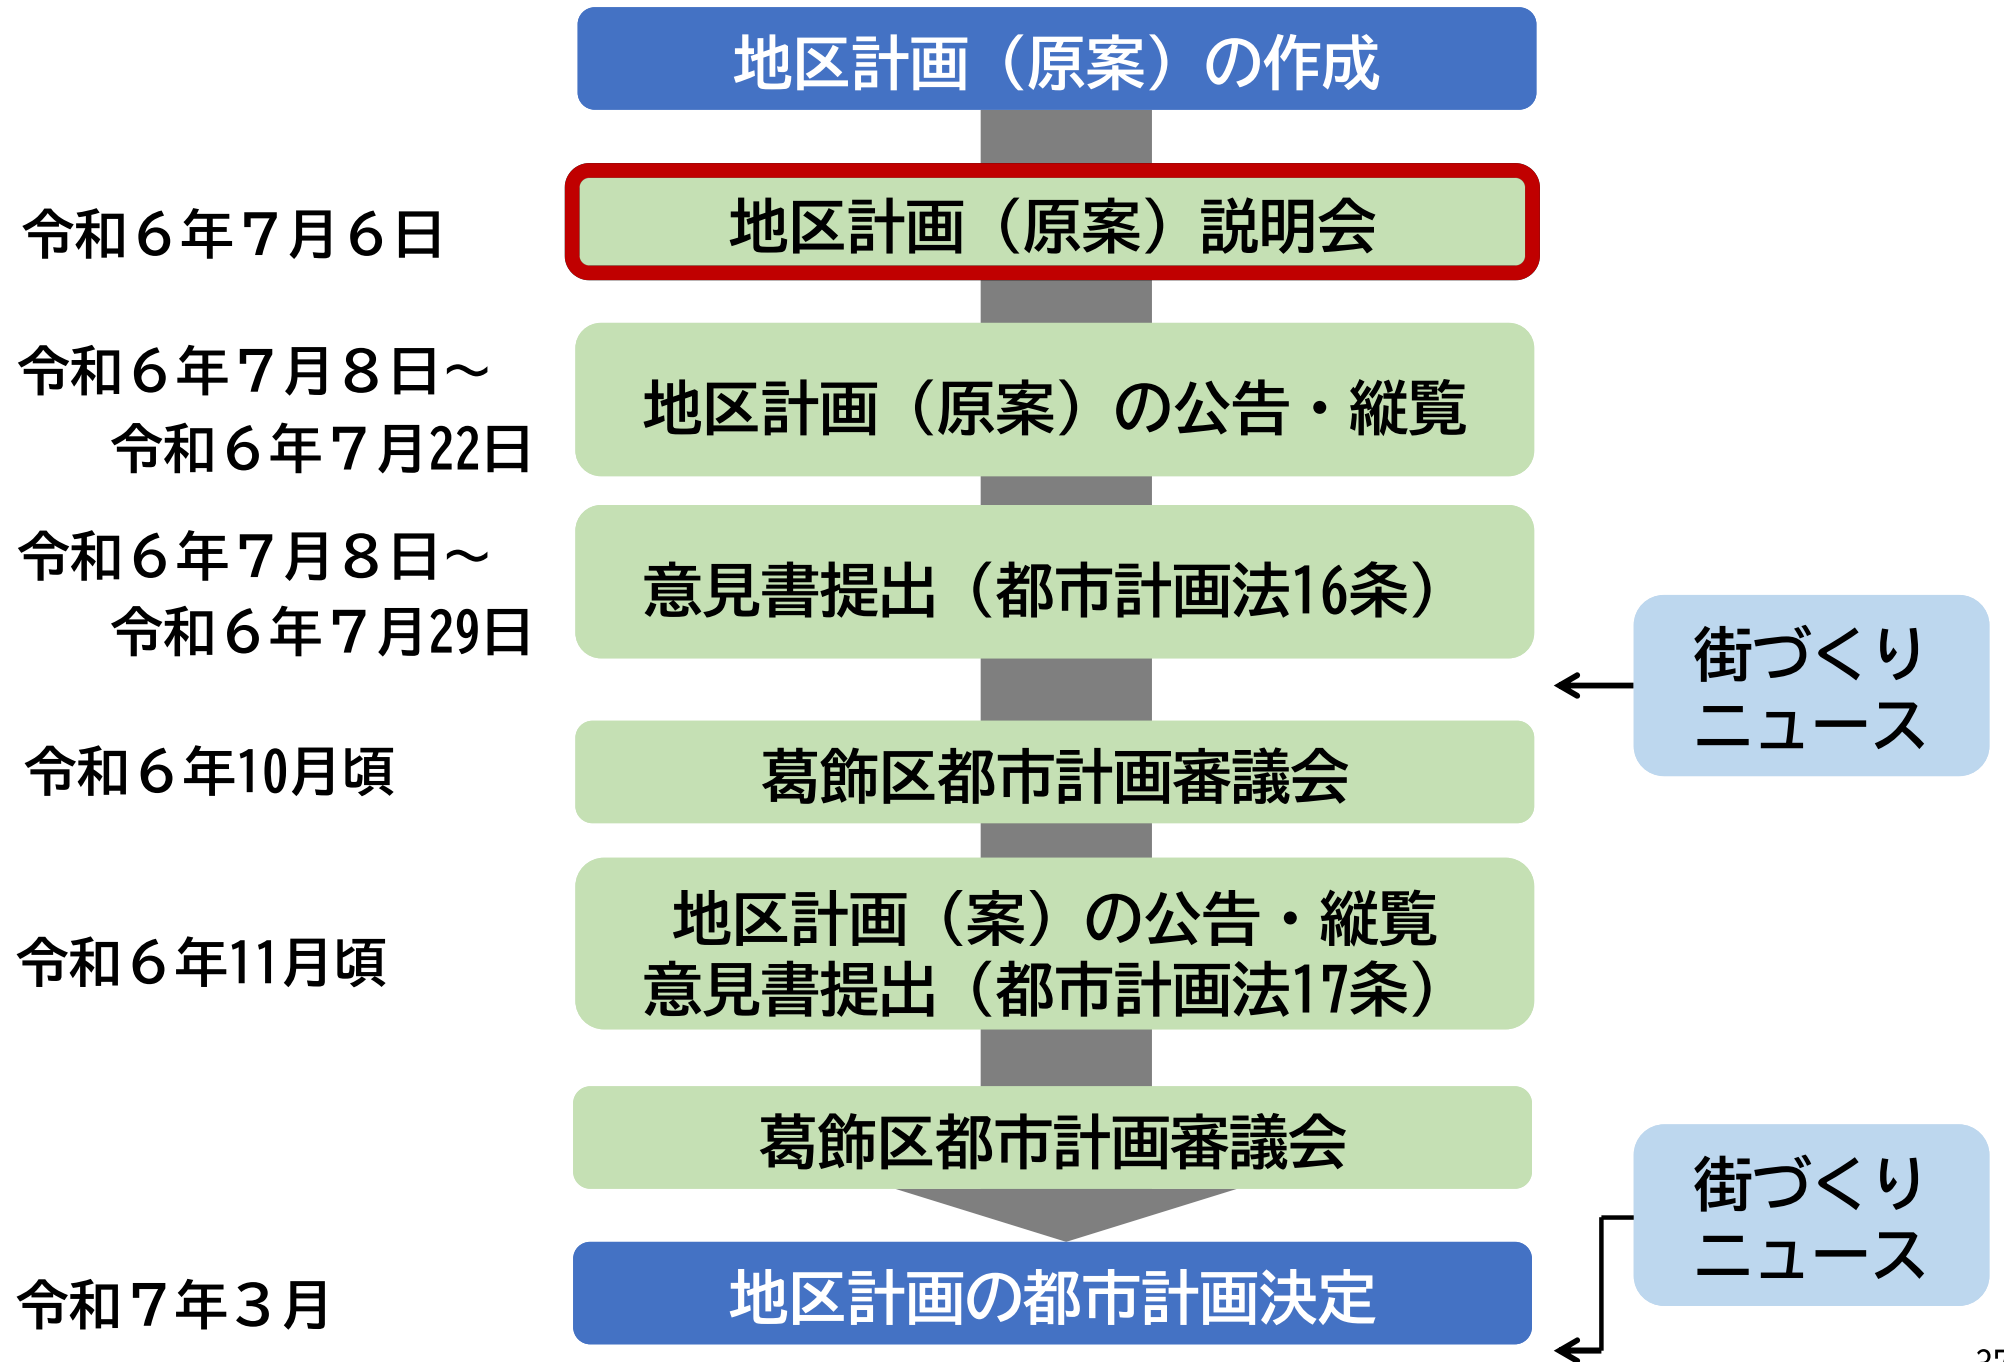 地区計画（原案）の作成
令和６年７月６日
地区計画（原案）説明会
令和６年７月８日～
令和６年７月22日
地区計画（原案）の公告・縦覧
令和６年７月８日～
令和６年７月29日
意見書提出（都市計画法16条）
街づくり
ニュース
令和６年10月頃
葛飾区都市計画審議会
令和６年11月頃
地区計画（案）の公告・縦覧
意見書提出（都市計画法17条）
葛飾区都市計画審議会
街づくり
ニュース
令和７年３月
地区計画の都市計画決定